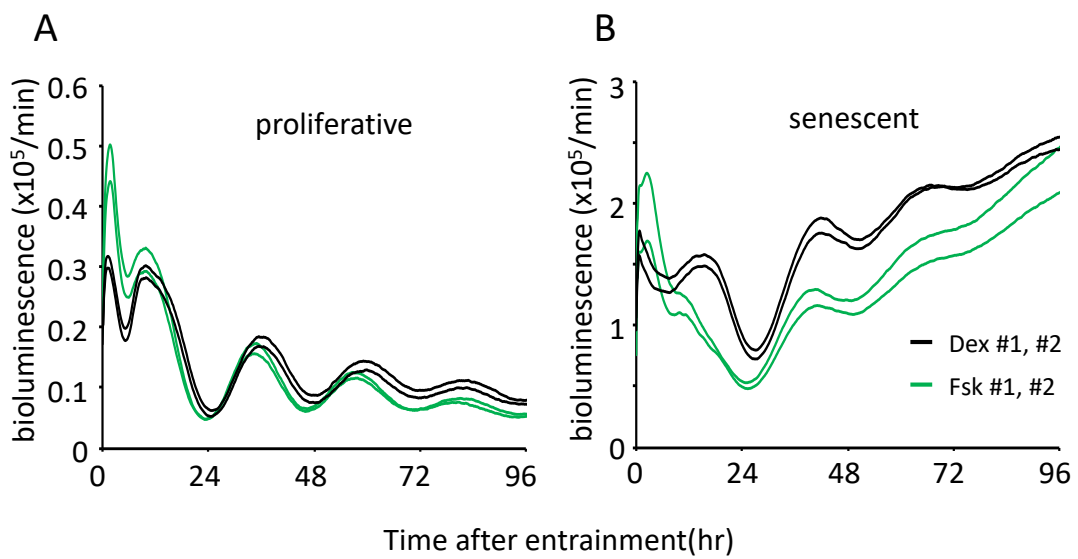 A
bioluminescence (x10⁵/min)
0.6
0.5
0.4
0.3
0.2
0.1
0
proliferative
0
24
48
72
96
B
bioluminescence (x10⁵/min)
3
2
1
0
senescent
Dex #1, #2
Fsk #1, #2
0
24
48
72
96
Time after entrainment(hr)